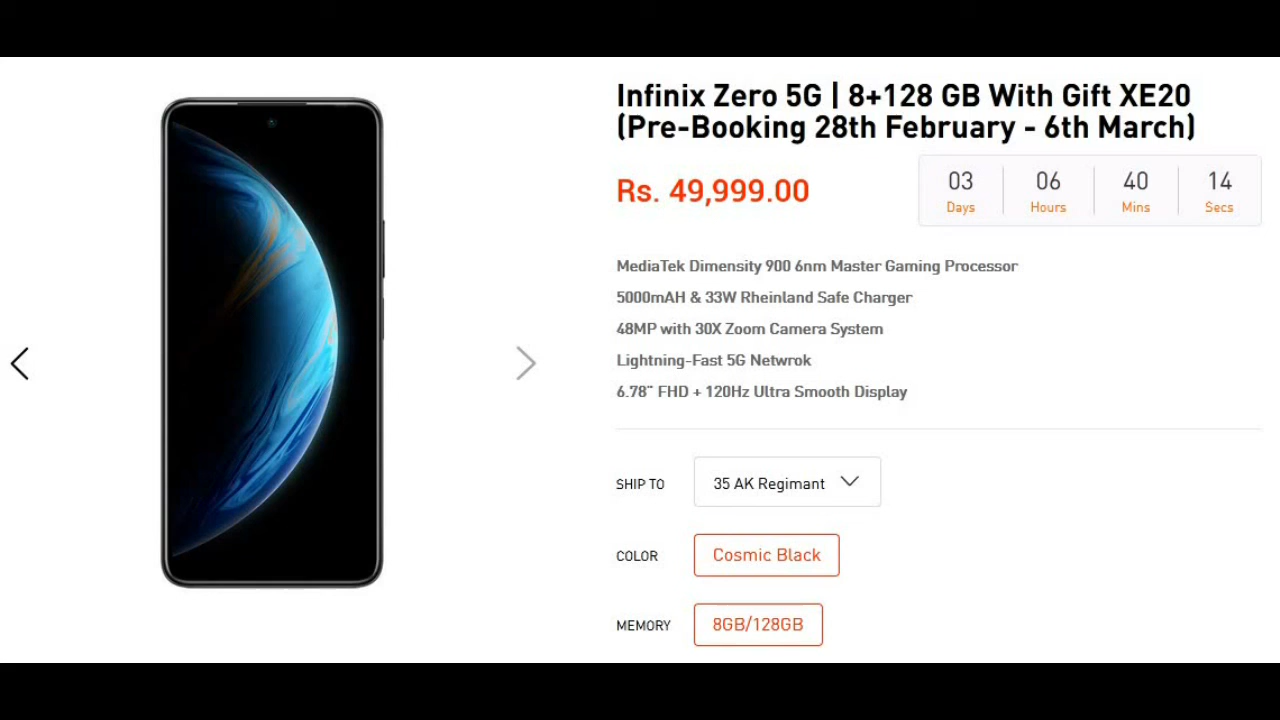 Infinix Zero 5G | 8+128 GB With Gift XE20
(Pre-Booking 28th February - 6th March)
Rs. 49,999.00
03 06 40 14
Days Hours Mins Secs
MediaTek Dimensity 900 6nm Master Gaming Processor
5000mAH & 33W Rheinland Safe Charger
48MP with 30X Zoom Camera System
Lightning-Fast 5G Netwrok
6.78¨ FHD + 120Hz Ultra Smooth Display
SHIP TO 35 AK Regimant
COLOR Cosmic Black
MEMORY 8GB/128GB